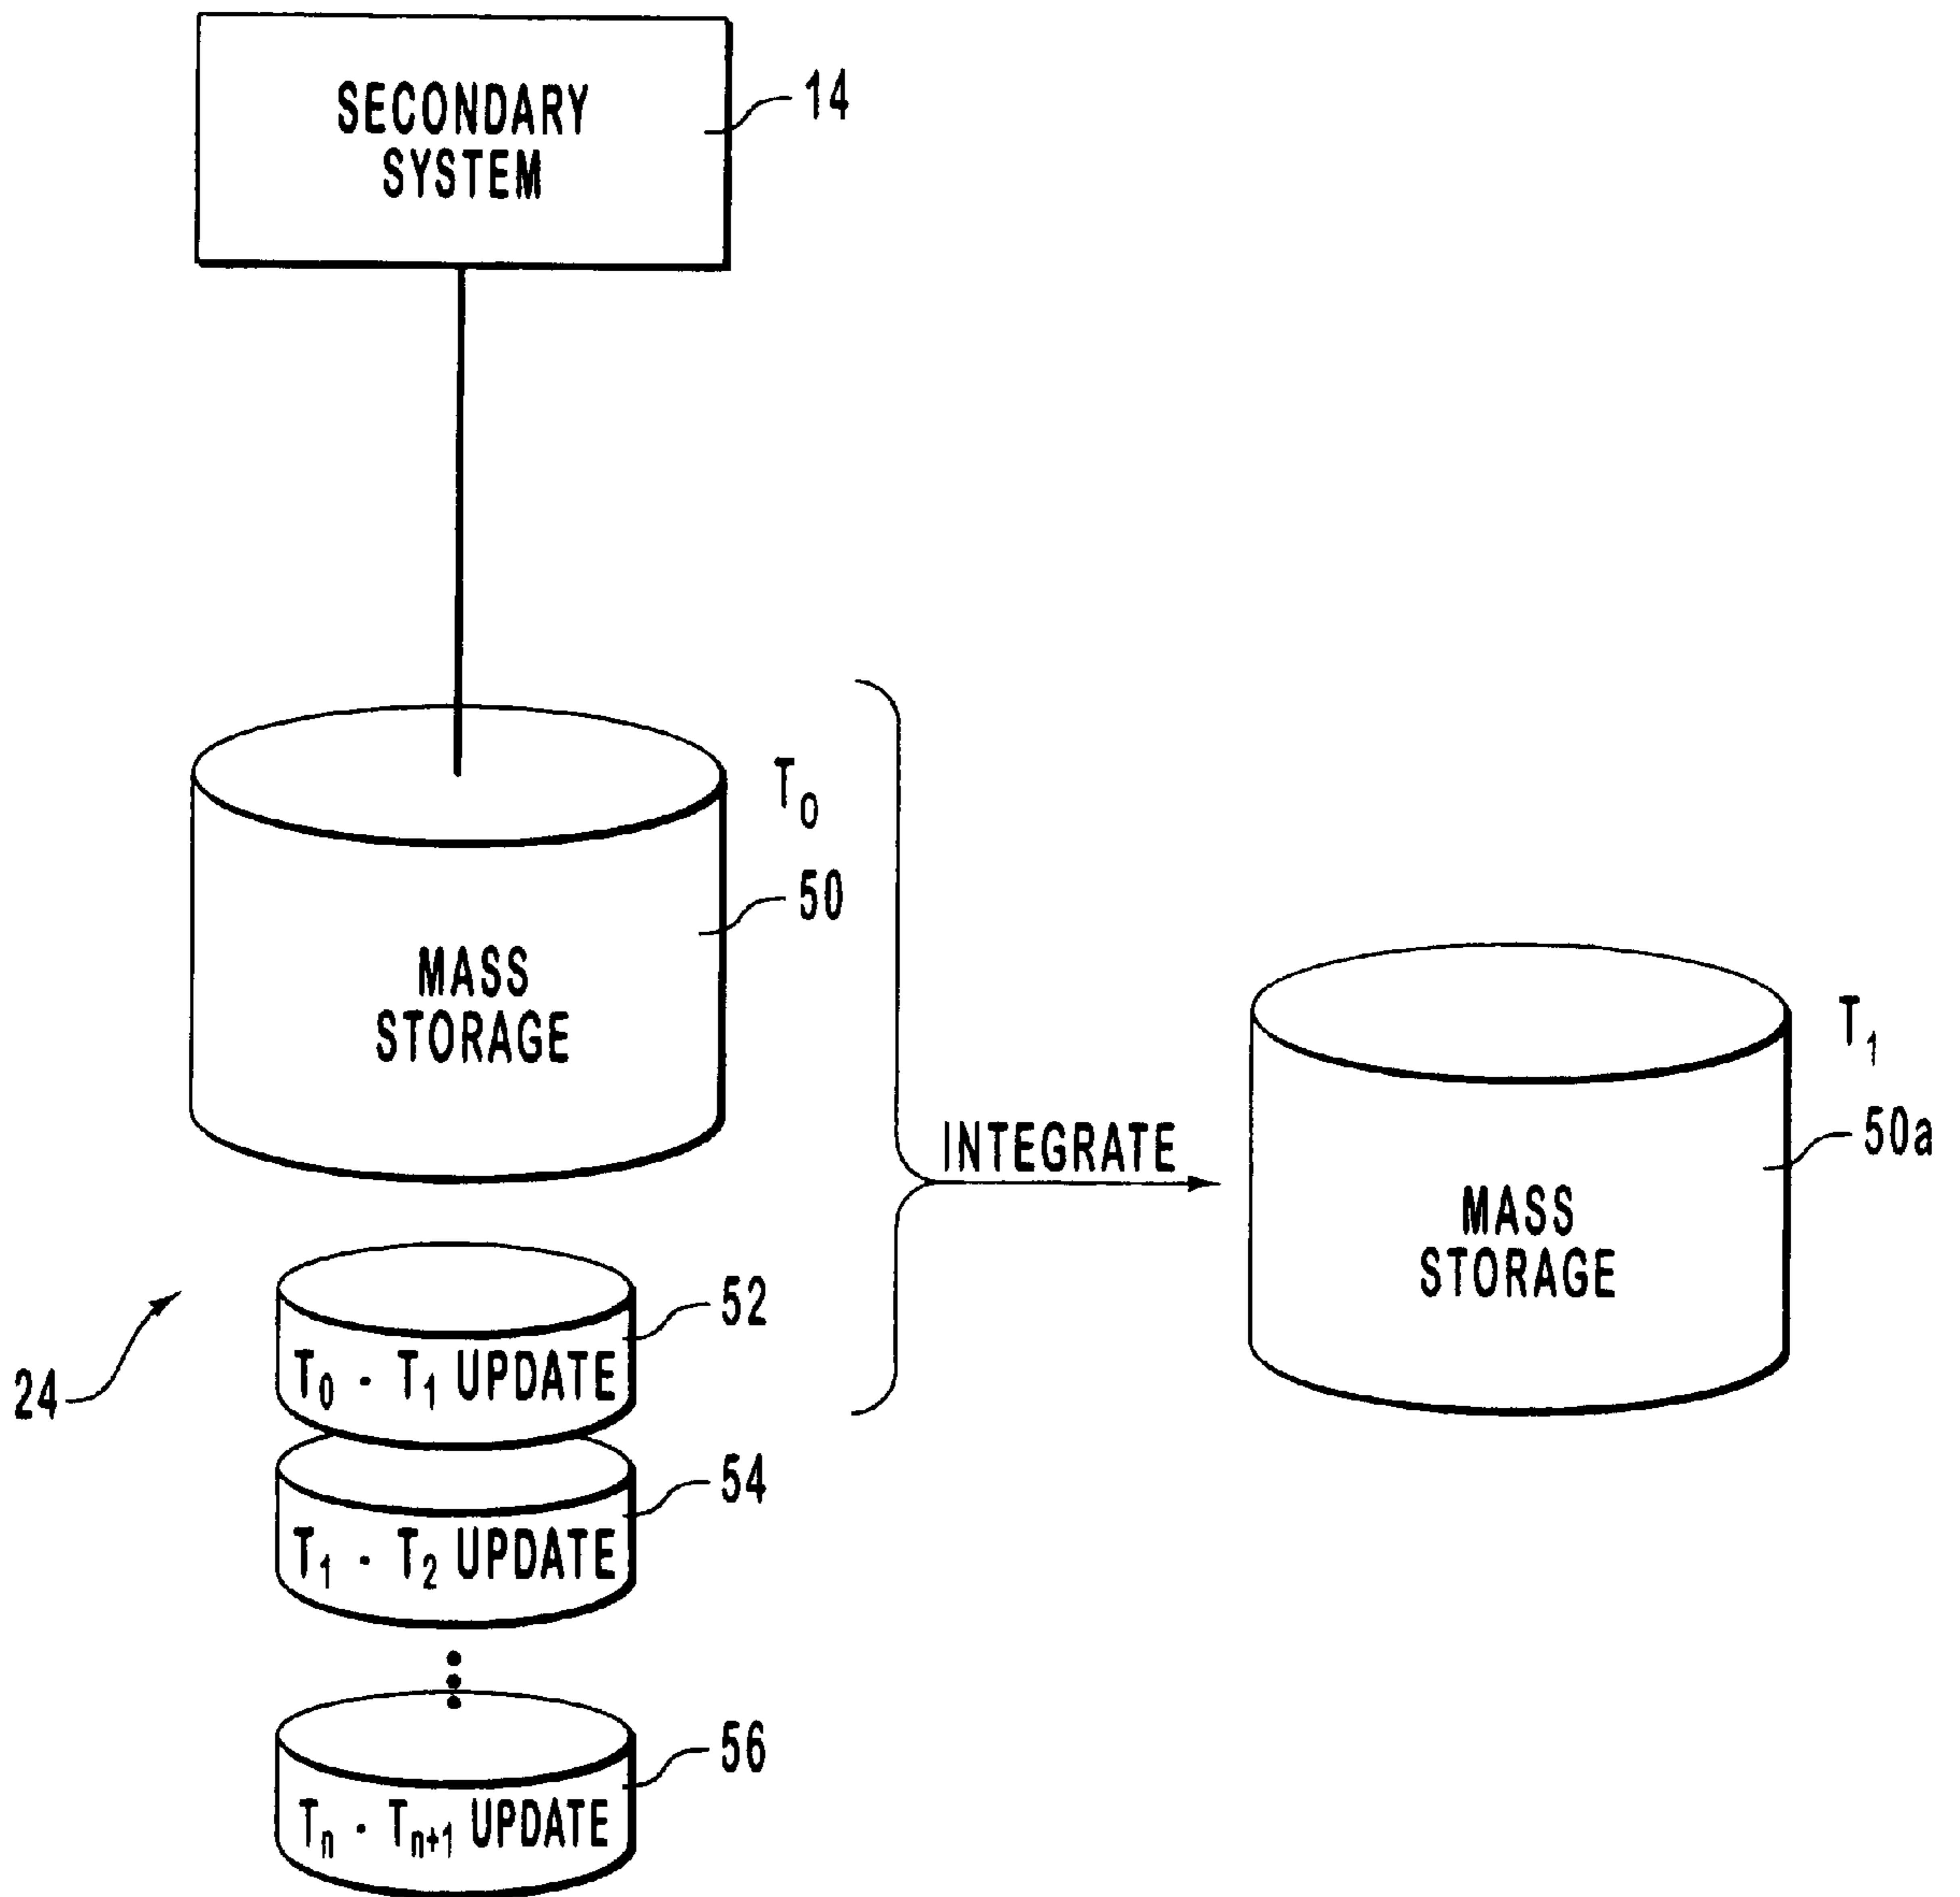 SECONDARY
SYSTEM
14
T₀
50
MASS
STORAGE
INTEGRATE
T₁
50a
MASS
STORAGE
24
52
T₀ - T₁ UPDATE
54
T₁ - T₂ UPDATE
56
Tₙ - Tₙ₊₁ UPDATE